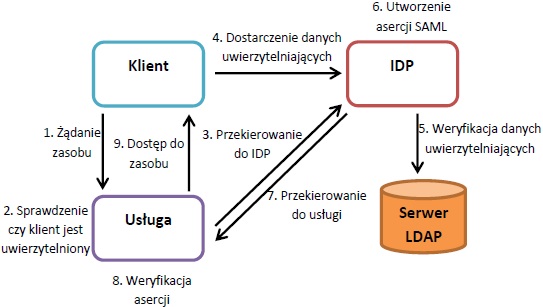 6. Utworzenie
asercji SAML
4. Dostarczenie danych
uwierzytelniających
Klient
IDP
1. Żądanie
zasobu
9. Dostęp do
zasobu
3. Przekierowanie
do IDP
5. Weryfikacja danych
uwierzytelniających
7. Przekierowanie
do usługi
2. Sprawdzenie
czy klient jest
uwierzytelniony
Usługa
Serwer
LDAP
8. Weryfikacja
asercji